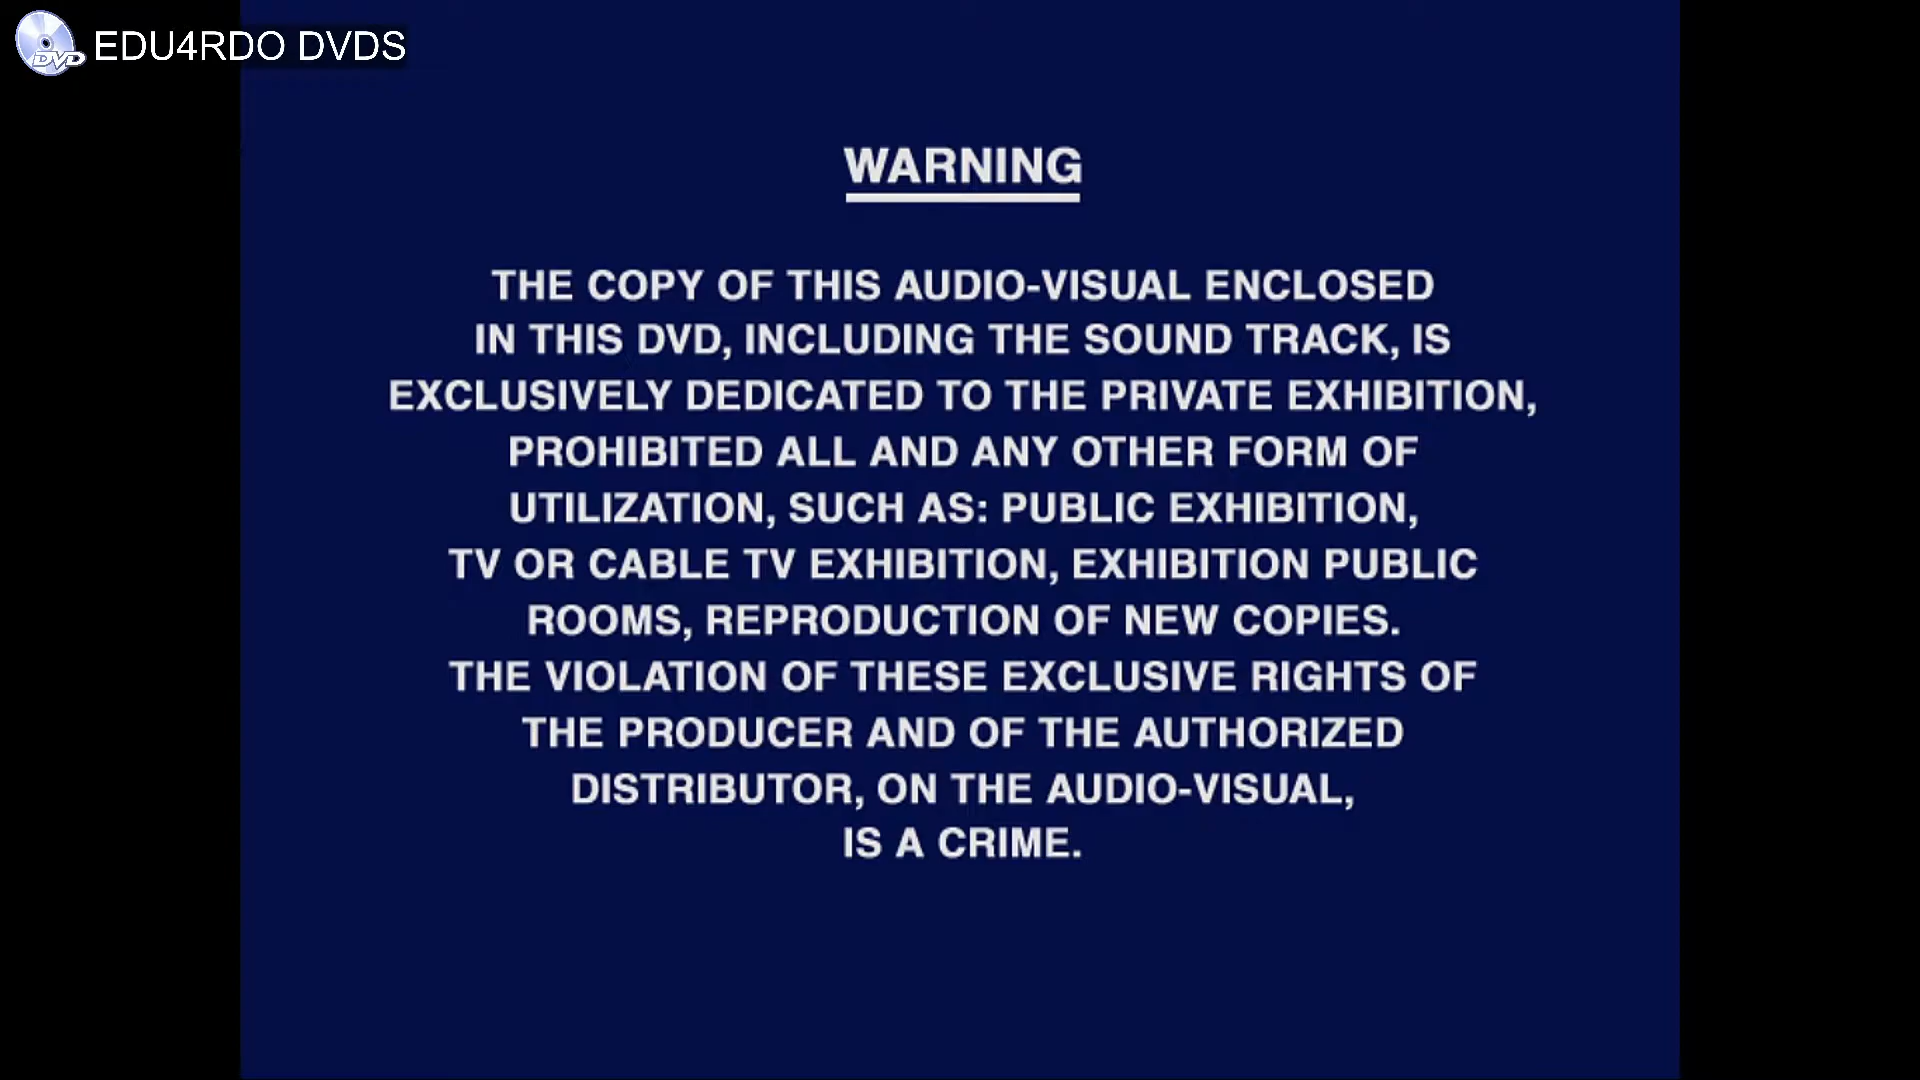 DVD EDU4RDO DVDS
WARNING
THE COPY OF THIS AUDIO-VISUAL ENCLOSED
IN THIS DVD, INCLUDING THE SOUND TRACK, IS
EXCLUSIVELY DEDICATED TO THE PRIVATE EXHIBITION,
PROHIBITED ALL AND ANY OTHER FORM OF
UTILIZATION, SUCH AS: PUBLIC EXHIBITION,
TV OR CABLE TV EXHIBITION, EXHIBITION PUBLIC
ROOMS, REPRODUCTION OF NEW COPIES.
THE VIOLATION OF THESE EXCLUSIVE RIGHTS OF
THE PRODUCER AND OF THE AUTHORIZED
DISTRIBUTOR, ON THE AUDIO-VISUAL,
IS A CRIME.